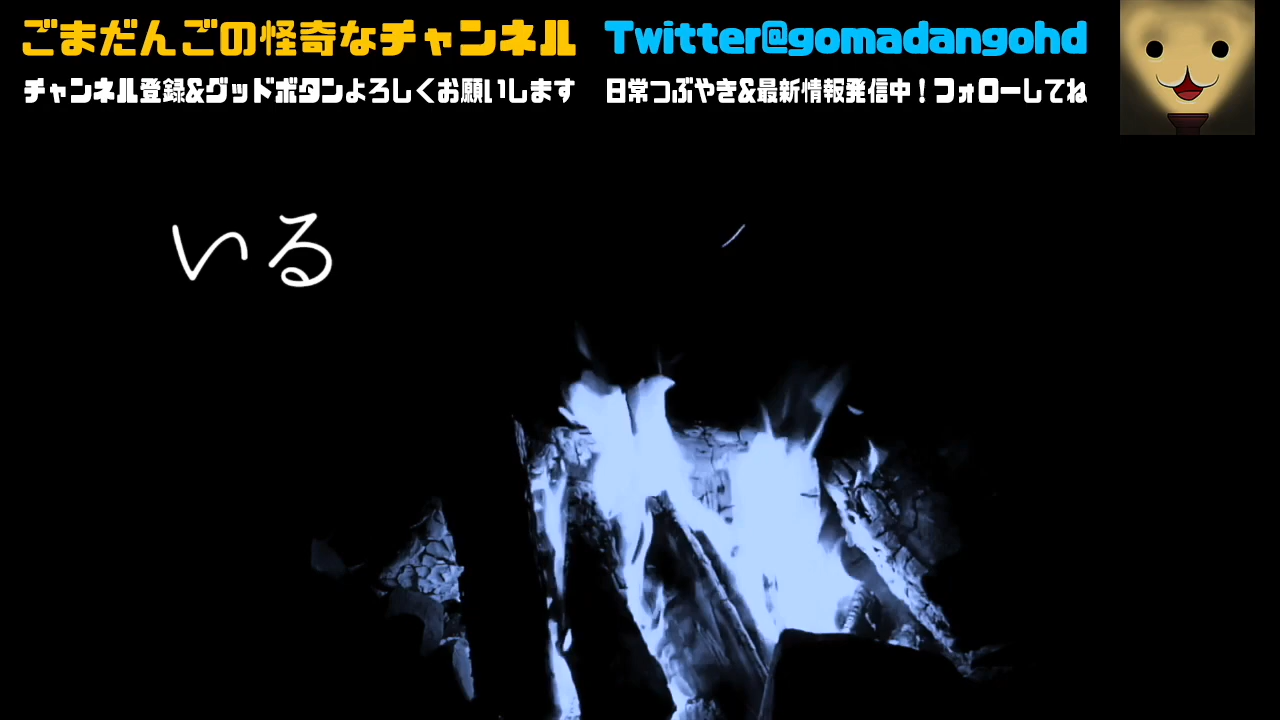 ごまだんごの怪奇なチャンネル
Twitter@gomadangohd
チャンネル登録&グッドボタンよろしくお願いします
日常つぶやき&最新情報発信中！フォローしてね
いる